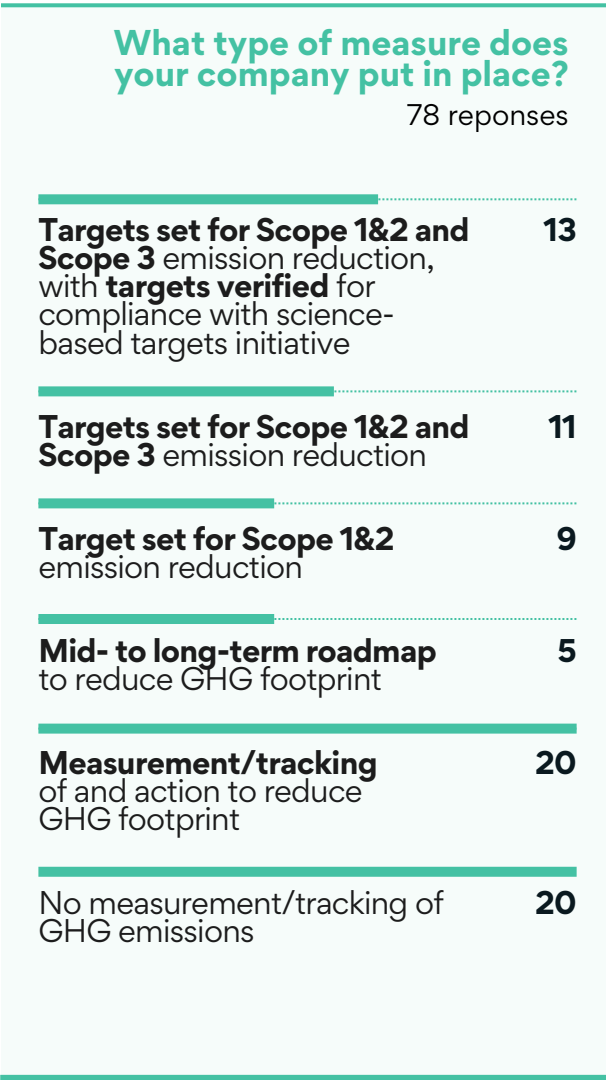 What type of measure does
your company put in place?
78 reponses
Targets set for Scope 1&2 and 13
Scope 3 emission reduction,
with targets verified for
compliance with science-
based targets initiative
Targets set for Scope 1&2 and 11
Scope 3 emission reduction
Target set for Scope 1&2 9
emission reduction
Mid- to long-term roadmap 5
to reduce GHG footprint
Measurement/tracking 20
of and action to reduce
GHG footprint
No measurement/tracking of 20
GHG emissions